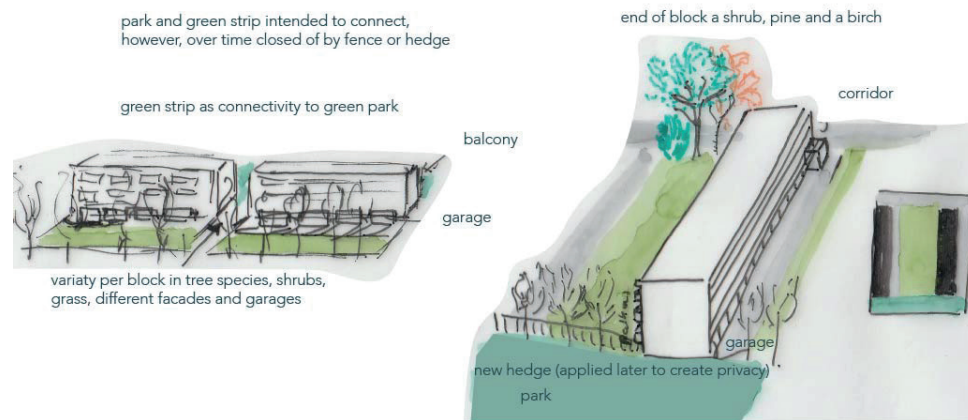 park and green strip intended to connect,
however, over time closed of by fence or hedge
green strip as connectivity to green park
balcony
garage
variaty per block in tree species, shrubs,
grass, different facades and garages
end of block a shrub, pine and a birch
corridor
garage
new hedge (applied later to create privacy)
park